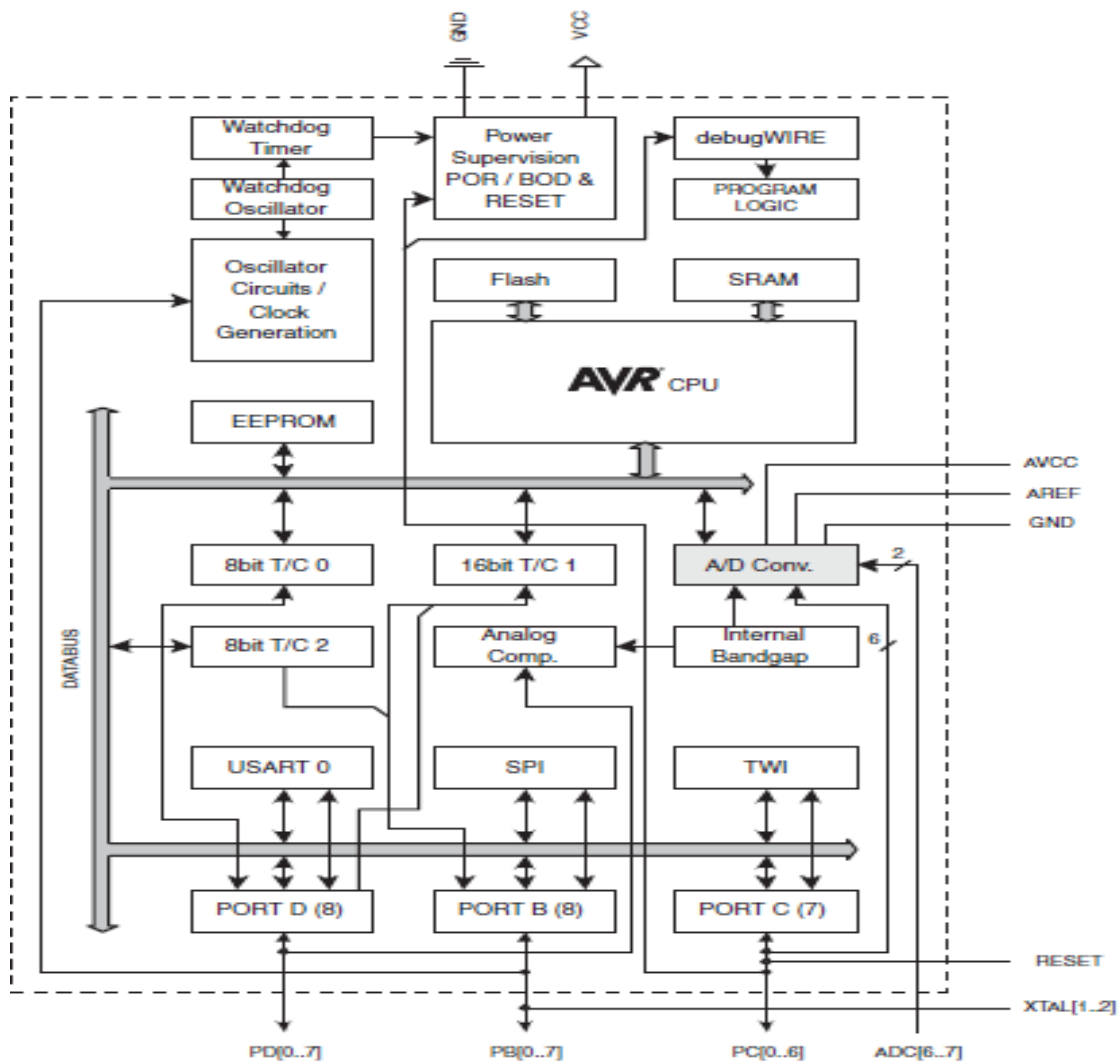 GND
VCC
Watchdog
Timer
Power
Supervision
POR / BOD &
RESET
debugWIRE
Watchdog
Oscillator
PROGRAM
LOGIC
Oscillator
Circuits /
Clock
Generation
Flash
SRAM
AVR CPU
EEPROM
AVCC
AREF
GND
8bit T/C 0
16bit T/C 1
A/D Conv.
2
8bit T/C 2
Analog
Comp.
Internal
Bandgap
6
DATABUS
USART 0
SPI
TWI
PORT D (8)
PORT B (8)
PORT C (7)
RESET
XTAL[1..2]
PD[0..7]
PB[0..7]
PC[0..6]
ADC[6..7]